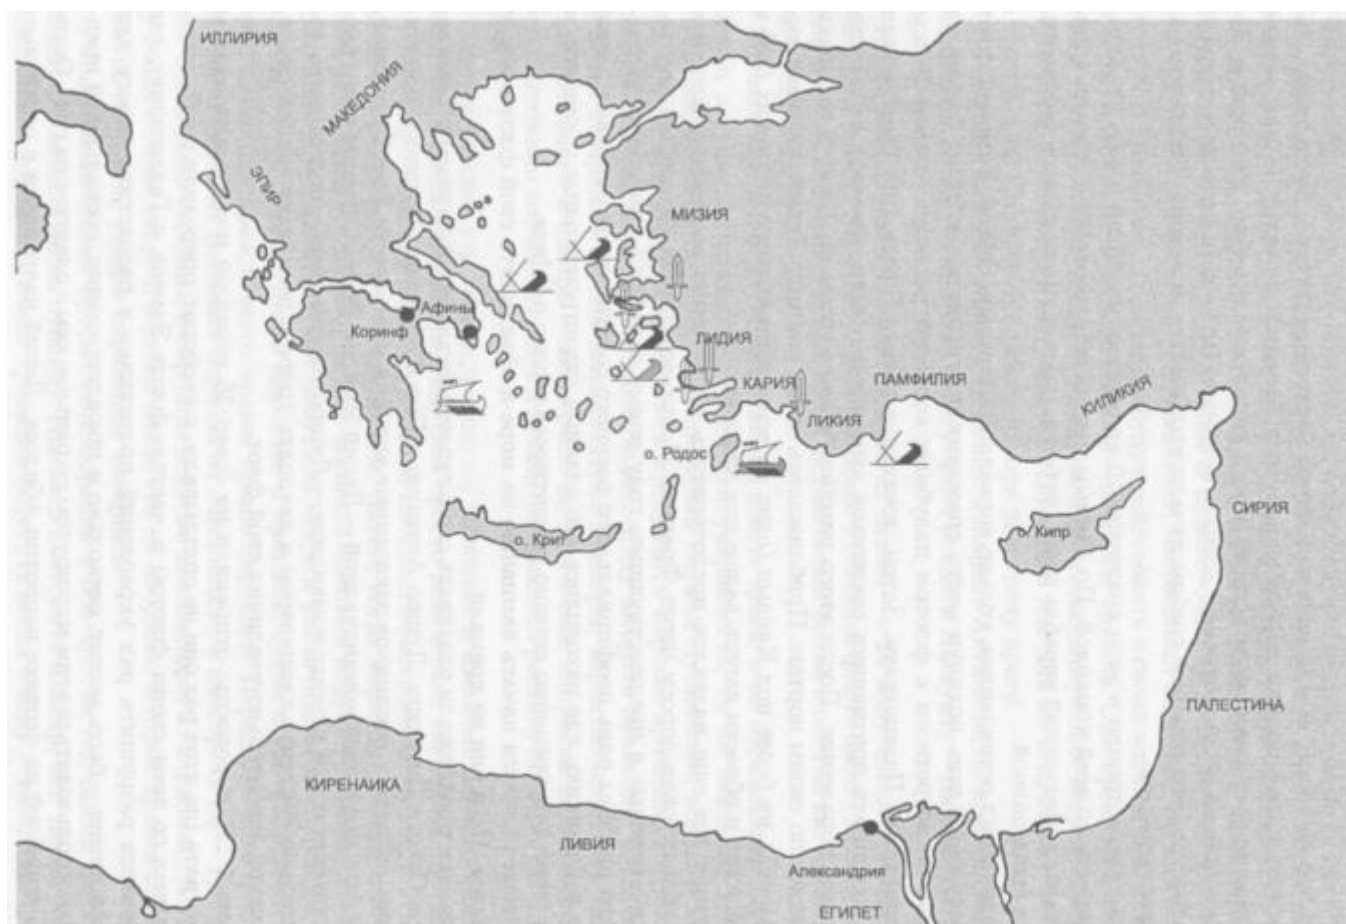 ИЛЛИРИЯ
МАКЕДОНИЯ
ЭПИР
МИЗИЯ
Афины
Коринф
ЛИДИЯ
КАРИЯ
ПАМФИЛИЯ
КИЛИКИЯ
ЛИКИЯ
о. Родос
о. Крит
о. Кипр
СИРИЯ
ПАЛЕСТИНА
КИРЕНАИКА
ЛИВИЯ
Александрия
ЕГИПЕТ